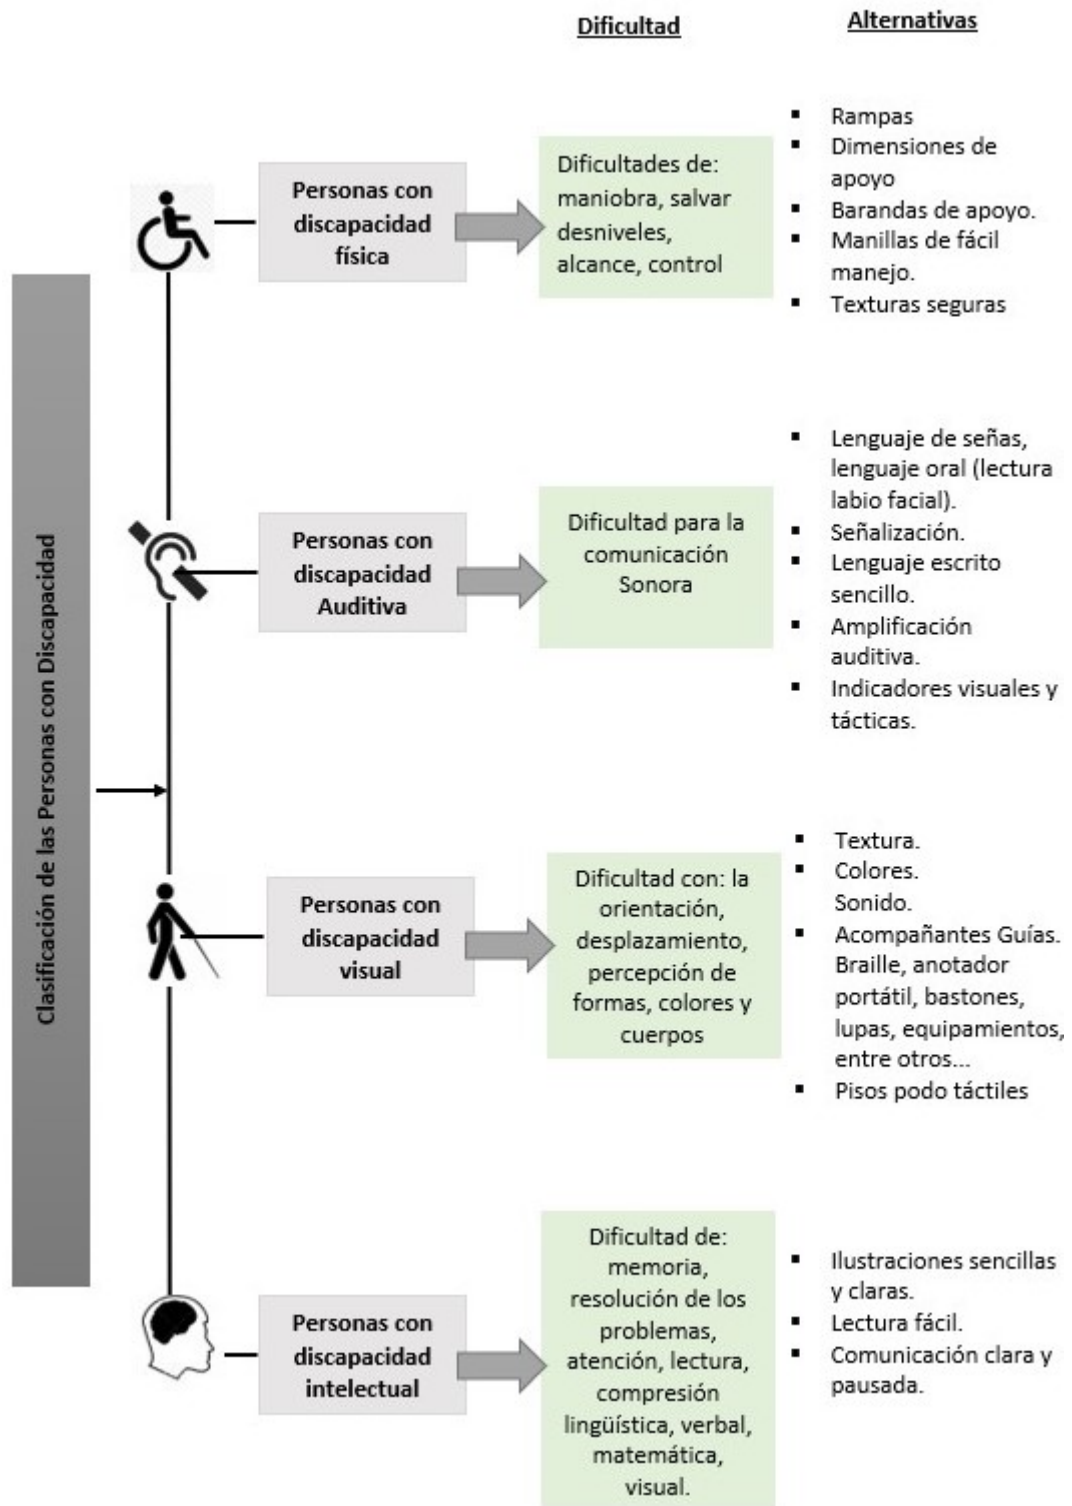 Dificultad
Alternativas
Clasificación de las Personas con Discapacidad
Personas con
discapacidad
física
Dificultades de:
maniobra, salvar
desniveles,
alcance, control
▪ Rampas
▪ Dimensiones de
apoyo
▪ Barandas de apoyo.
▪ Manillas de fácil
manejo.
▪ Texturas seguras
Personas con
discapacidad
Auditiva
Dificultad para la
comunicación
Sonora
▪ Lenguaje de señas,
lenguaje oral (lectura
labio facial).
▪ Señalización.
▪ Lenguaje escrito
sencillo.
▪ Amplificación
auditiva.
▪ Indicadores visuales y
tácticas.
Personas con
discapacidad
visual
Dificultad con: la
orientación,
desplazamiento,
percepción de
formas, colores y
cuerpos
▪ Textura.
▪ Colores.
Sonido.
▪ Acompañantes Guías.
Braille, anotador
portátil, bastones,
lupas, equipamientos,
entre otros...
▪ Pisos podo táctiles
Personas con
discapacidad
intelectual
Dificultad de:
memoria,
resolución de los
problemas,
atención, lectura,
compresión
lingüística, verbal,
matemática,
visual.
▪ Ilustraciones sencillas
y claras.
▪ Lectura fácil.
▪ Comunicación clara y
pausada.